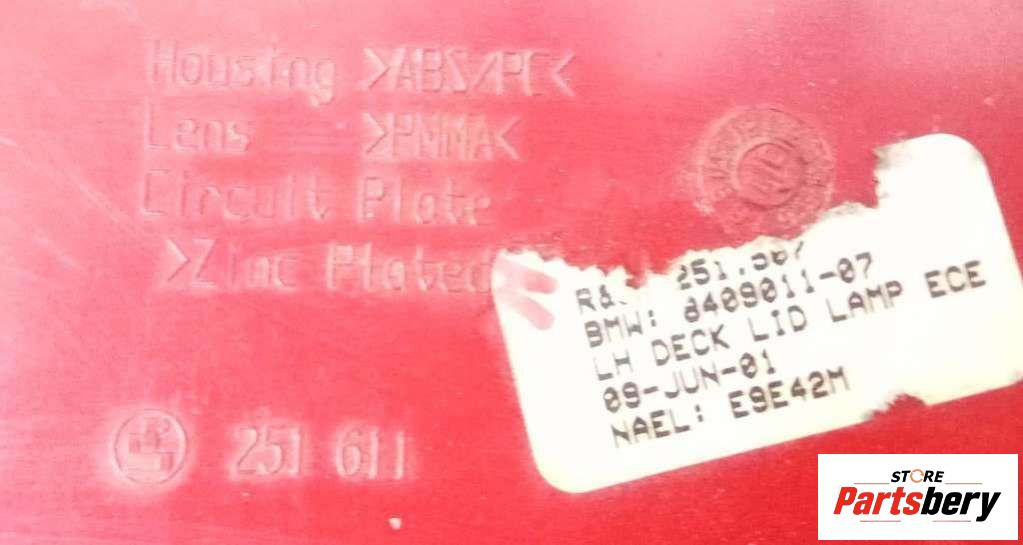 Housing >ABS/PC<
Lens >PMMA<
Circuit Plate
>Zinc Plated
251 611
251.367
BMW: 8409011-07
LH DECK LID LAMP ECE
09-JUN-01
NAEL: E9E42M
STORE
Partsbery